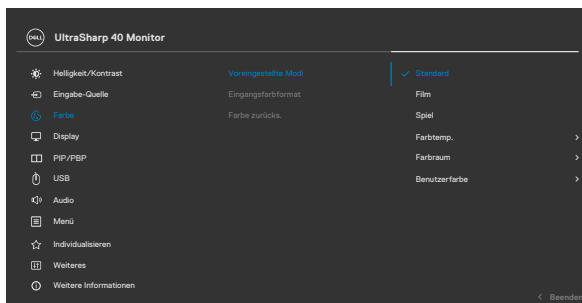 DELL UltraSharp 40 Monitor
Helligkeit/Kontrast Voreingestellte Modi Standard
Eingabe-Quelle Eingangsfarbformat Film
Farbe Farbe zurücks. Spiel
Display Farbtemp.
PIP/PBP Farbraum
USB Benutzerfarbe
Audio
Menü
Individualisieren
Weiteres
Weitere Informationen
Beenden